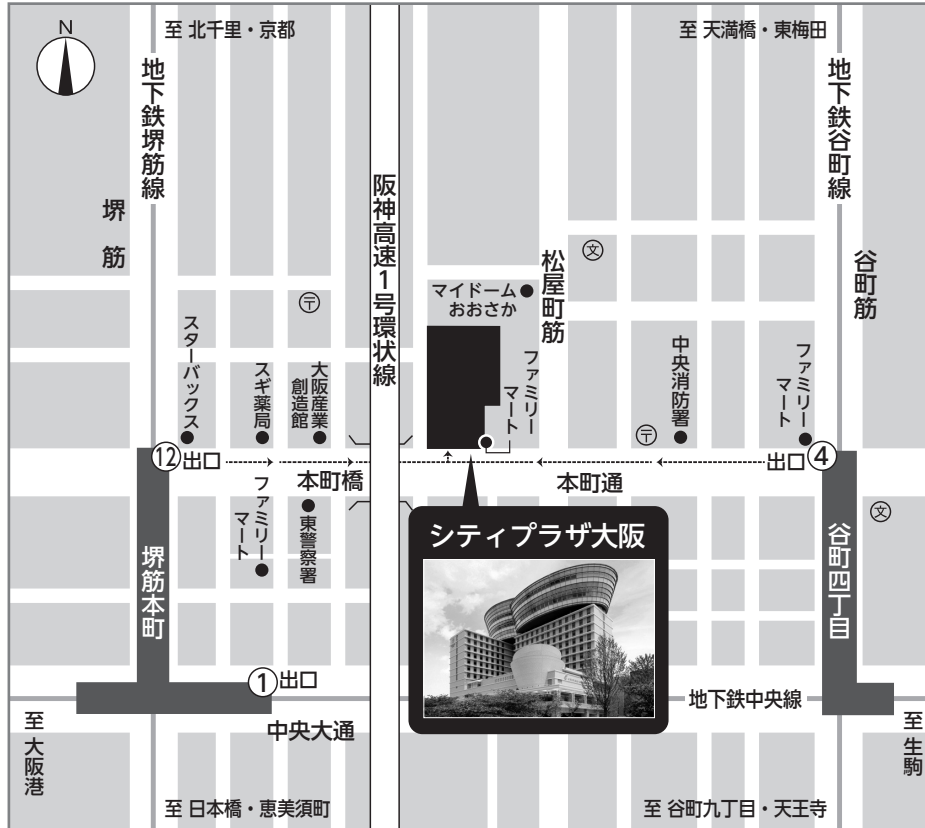 N
至 北千里・京都
至 天満橋・東梅田
地下鉄堺筋線
地下鉄谷町線
堺筋
阪神高速1号環状線
松屋町筋
谷町筋
文
〒
マイドーム
おおさか
スターバックス
スギ薬局
大阪産業
創造館
ファミリー
マート
〒
中央消防署
ファミリー
マート
⑫出口
本町橋
本町通
出口④
ファミリー
マート
東警察署
文
シティプラザ大阪
堺筋本町
谷町四丁目
①出口
地下鉄中央線
中央大通
至 大阪港
至 生駒
至 日本橋・恵美須町
至 谷町九丁目・天王寺